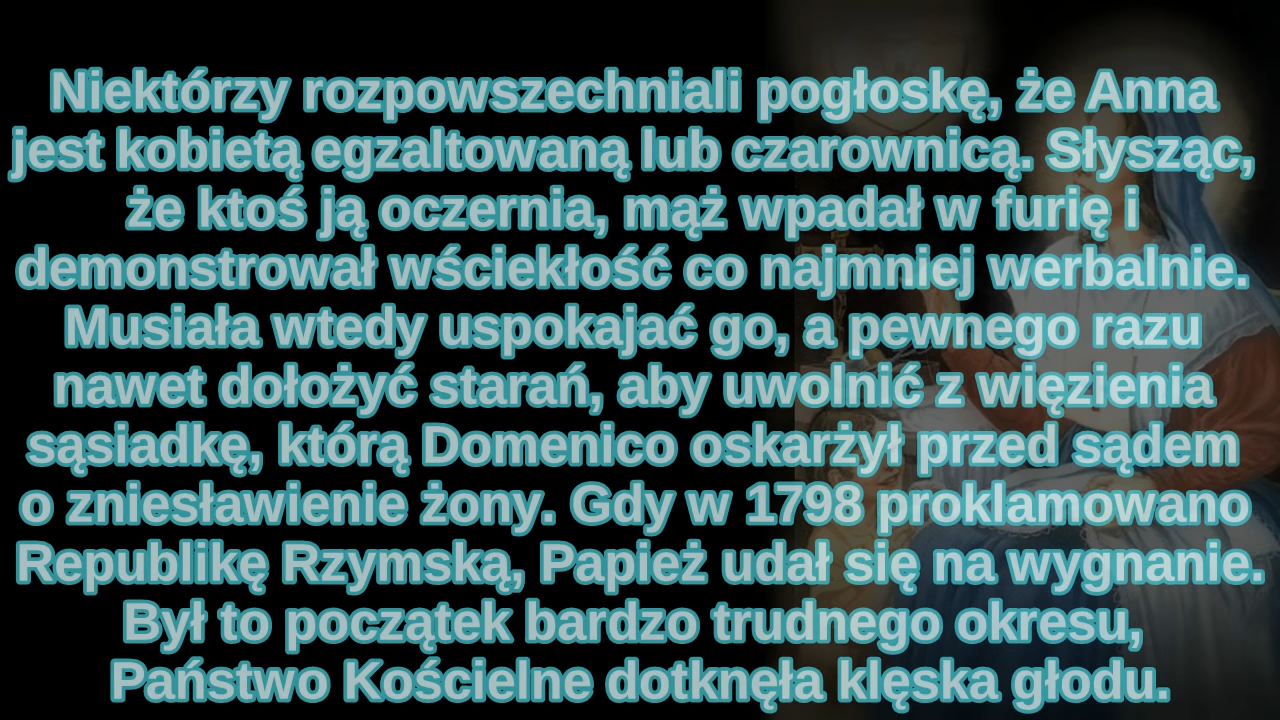 Niektórzy rozpowszechniali pogłoskę, że Anna
jest kobietą egzaltowaną lub czarownicą. Słysząc,
że ktoś ją oczernia, mąż wpadał w furię i
demonstrował wściekłość co najmniej werbalnie.
Musiała wtedy uspokajać go, a pewnego razu
nawet dołożyć starań, aby uwolnić z więzienia
sąsiadkę, którą Domenico oskarżył przed sądem
o zniesławienie żony. Gdy w 1798 proklamowano
Republikę Rzymską, Papież udał się na wygnanie.
Był to początek bardzo trudnego okresu,
Państwo Kościelne dotknęła klęska głodu.